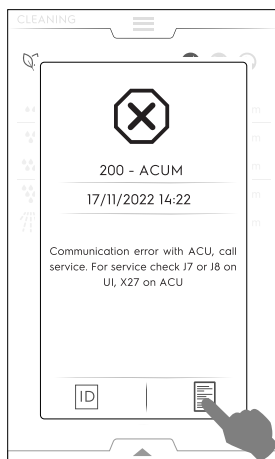 CLEANING
200 - ACUM
17/11/2022 14:22
Communication error with ACU, call
service. For service check J7 or J8 on
UI, X27 on ACU
ID